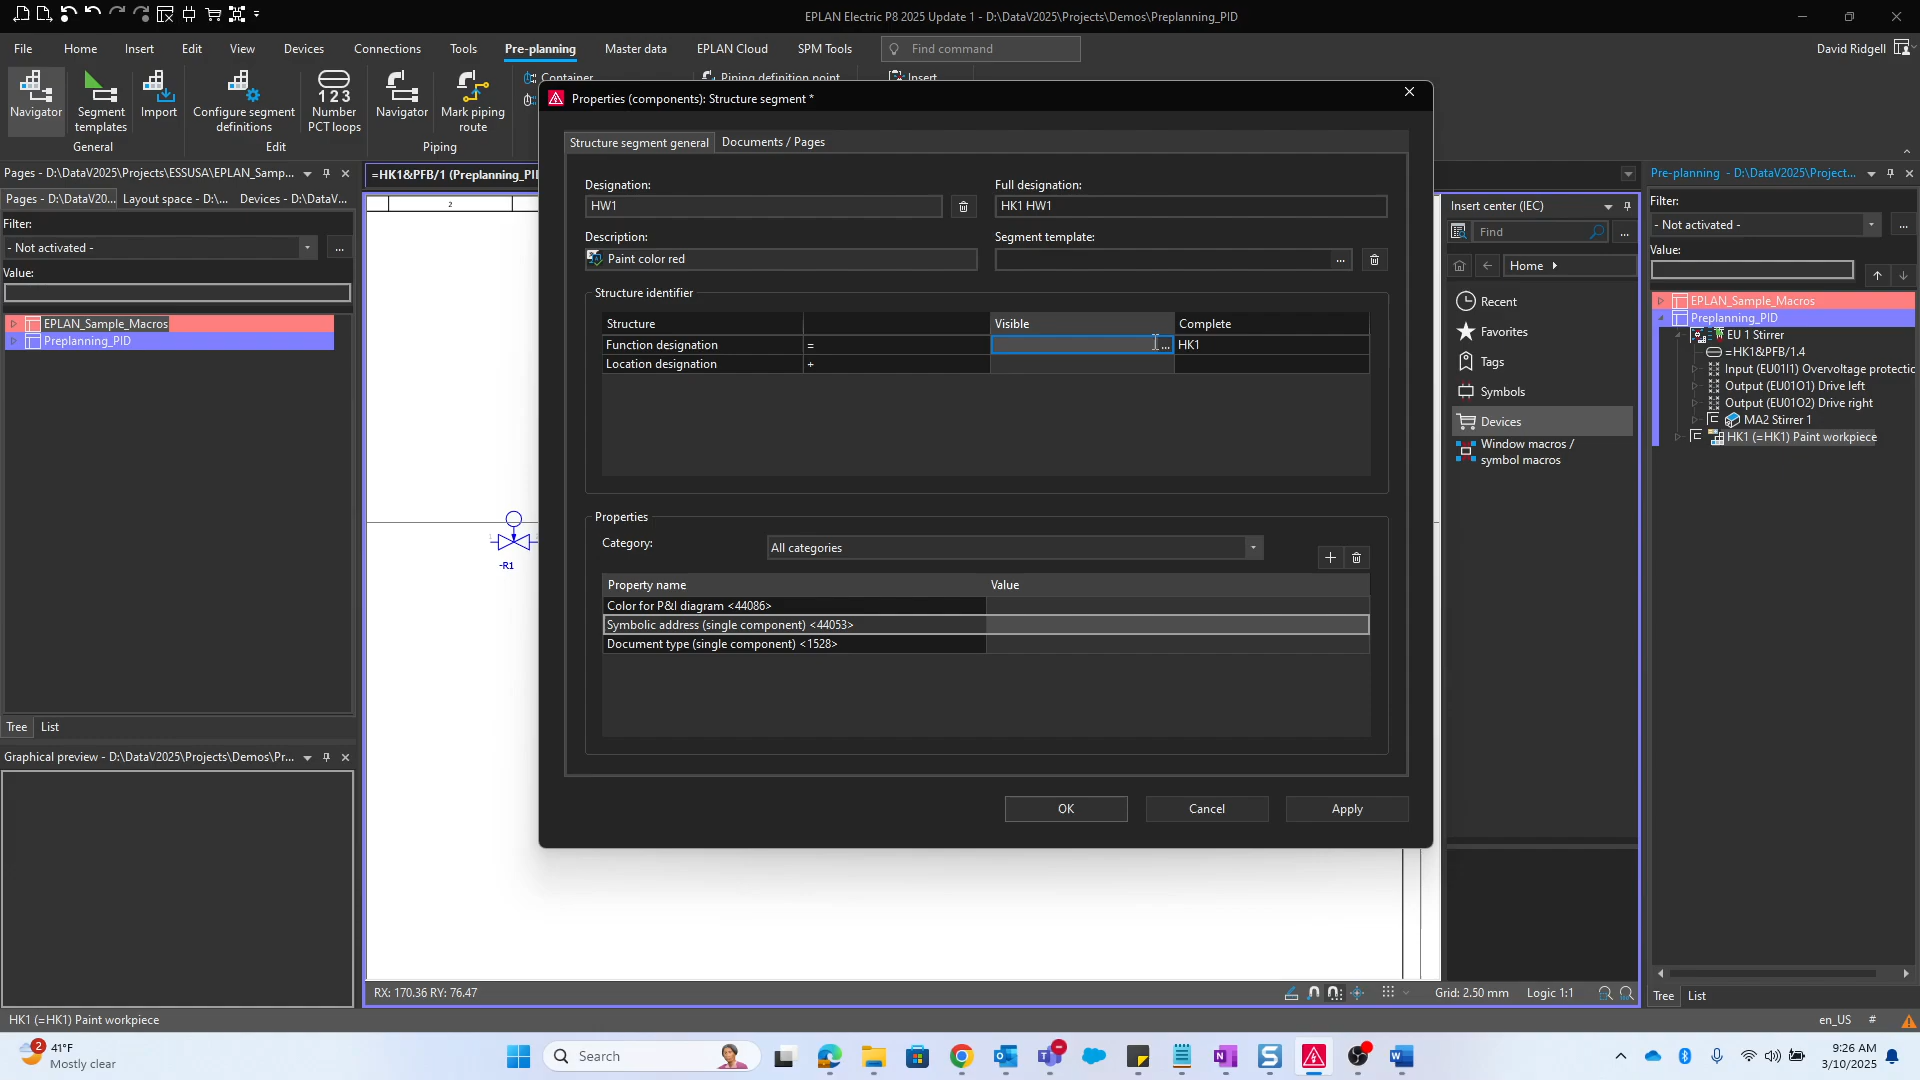 EPLAN Electric P8 2025 Update 1 - D:\DataV2025\Projects\Demos\Preplanning_PID
File Home Insert Edit View Devices Connections Tools Pre-planning Master data EPLAN Cloud SPM Tools Find command David Ridgell
Navigator
Segment templates
Import
Configure segment definitions
Number PCT loops
Navigator
Mark piping route
Container
Piping definition point
Insert
General Edit Piping
Pages - D:\DataV2025\Projects\ESSUSA\EPLAN_Samp...
Pages - D:\DataV20... Layout space - D:\... Devices - D:\DataV...
Filter:
- Not activated -
...
Value:
EPLAN_Sample_Macros
Preplanning_PID
Tree List
Graphical preview - D:\DataV2025\Projects\Demos\Pr...
=HK1&PFB/1 (Preplanning_PI
2
-R1
Properties (components): Structure segment *
Structure segment general Documents / Pages
Designation: Full designation:
HW1 HK1 HW1
Description: Segment template:
Paint color red ...
Structure identifier
Structure Visible Complete
Function designation = ... HK1
Location designation +
Properties
Category: All categories
Property name Value
Color for P&I diagram <44086>
Symbolic address (single component) <44053>
Document type (single component) <1528>
OK Cancel Apply
Insert center (IEC)
Find ...
Home
Recent
Favorites
Tags
Symbols
Devices
Window macros /
symbol macros
Pre-planning - D:\DataV2025\Project...
Filter:
- Not activated -
...
Value:
EPLAN_Sample_Macros
Preplanning_PID
EU 1 Stirrer
=HK1&PFB/1.4
Input (EU01I1) Overvoltage protectio
Output (EU01O1) Drive left
Output (EU01O2) Drive right
MA2 Stirrer 1
HK1 (=HK1) Paint workpiece
Tree List
RX: 170.36 RY: 76.47 Grid: 2.50 mm Logic 1:1
HK1 (=HK1) Paint workpiece en_US #
2
41°F
Mostly clear
Search
9:26 AM
3/10/2025